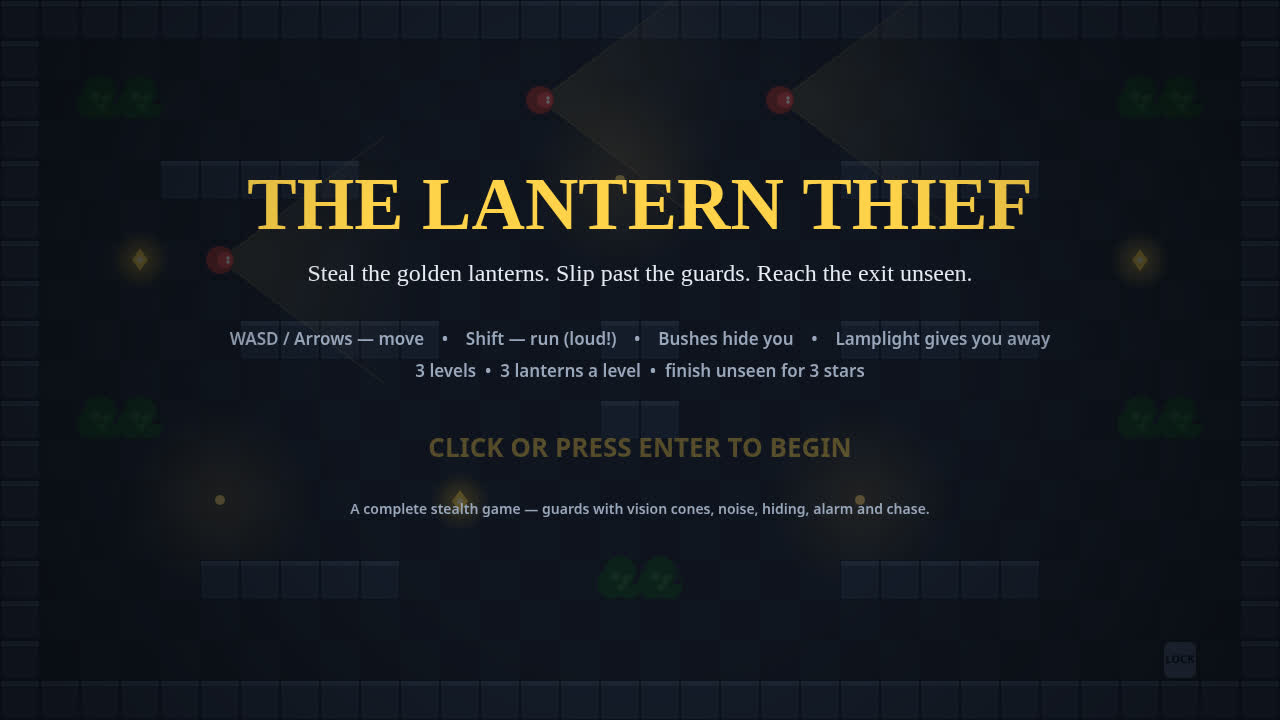 THE LANTERN THIEF
Steal the golden lanterns. Slip past the guards. Reach the exit unseen.
WASD / Arrows — move • Shift — run (loud!) • Bushes hide you • Lamplight gives you away
3 levels • 3 lanterns a level • finish unseen for 3 stars
CLICK OR PRESS ENTER TO BEGIN
A complete stealth game — guards with vision cones, noise, hiding, alarm and chase.
LOCK